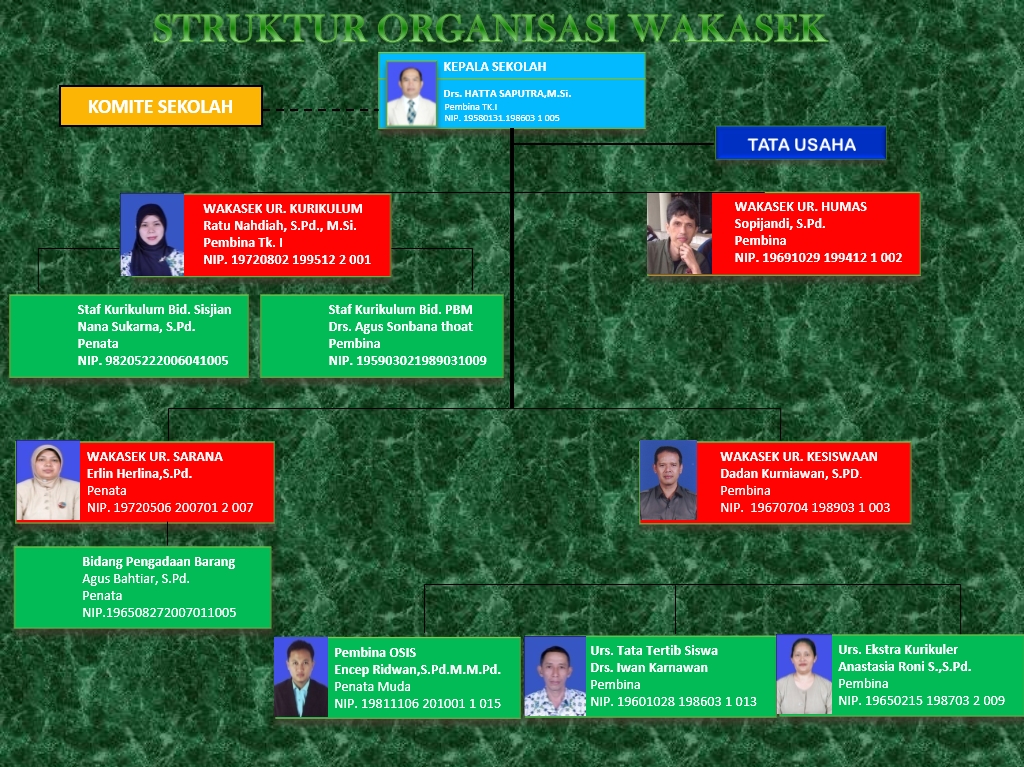 STRUKTUR ORGANISASI WAKASEK
KEPALA SEKOLAH
Drs. HATTA SAPUTRA,M.Si.
Pembina TK.I
NIP. 19580131.198603 1 005
KOMITE SEKOLAH
TATA USAHA
WAKASEK UR. KURIKULUM
Ratu Nahdiah, S.Pd., M.Si.
Pembina Tk. I
NIP. 19720802 199512 2 001
WAKASEK UR. HUMAS
Sopijandi, S.Pd.
Pembina
NIP. 19691029 199412 1 002
Staf Kurikulum Bid. Sisjian
Nana Sukarna, S.Pd.
Penata
NIP. 98205222006041005
Staf Kurikulum Bid. PBM
Drs. Agus Sonbana thoat
Pembina
NIP. 195903021989031009
WAKASEK UR. SARANA
Erlin Herlina,S.Pd.
Penata
NIP. 19720506 200701 2 007
WAKASEK UR. KESISWAAN
Dadan Kurniawan, S.PD.
Pembina
NIP.  19670704 198903 1 003
Bidang Pengadaan Barang
Agus Bahtiar, S.Pd.
Penata
NIP.196508272007011005
Pembina OSIS
Encep Ridwan,S.Pd.M.M.Pd.
Penata Muda
NIP. 19811106 201001 1 015
Urs. Tata Tertib Siswa
Drs. Iwan Karnawan
Pembina
NIP. 19601028 198603 1 013
Urs. Ekstra Kurikuler
Anastasia Roni S.,S.Pd.
Pembina
NIP. 19650215 198703 2 009